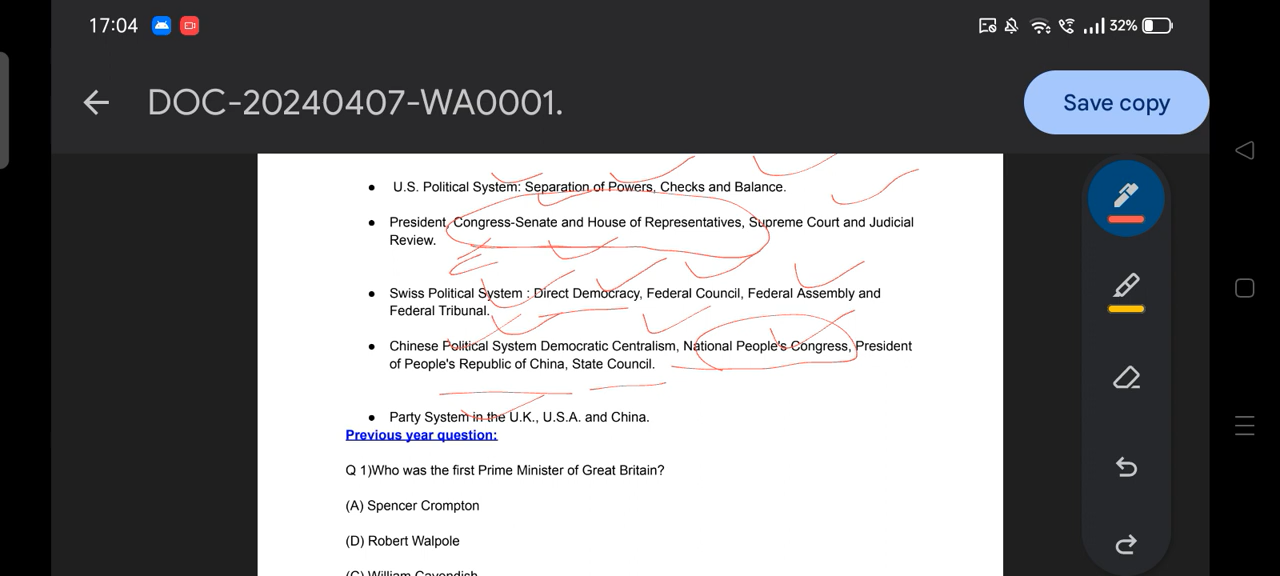 17:04
32%
DOC-20240407-WA0001.
Save copy
● U.S. Political System: Separation of Powers, Checks and Balance.
● President, Congress-Senate and House of Representatives, Supreme Court and Judicial
Review.
● Swiss Political System : Direct Democracy, Federal Council, Federal Assembly and
Federal Tribunal.
● Chinese Political System Democratic Centralism, National People's Congress, President
of People's Republic of China, State Council.
● Party System in the U.K., U.S.A. and China.
Previous year question:
Q 1)Who was the first Prime Minister of Great Britain?
(A) Spencer Crompton
(D) Robert Walpole
(C) William Cavendish